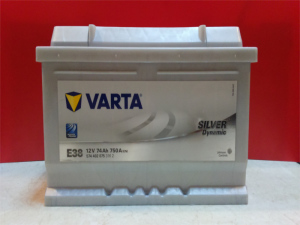 VARTA
SILVER
Dynamic
E38
12V 74Ah 750A